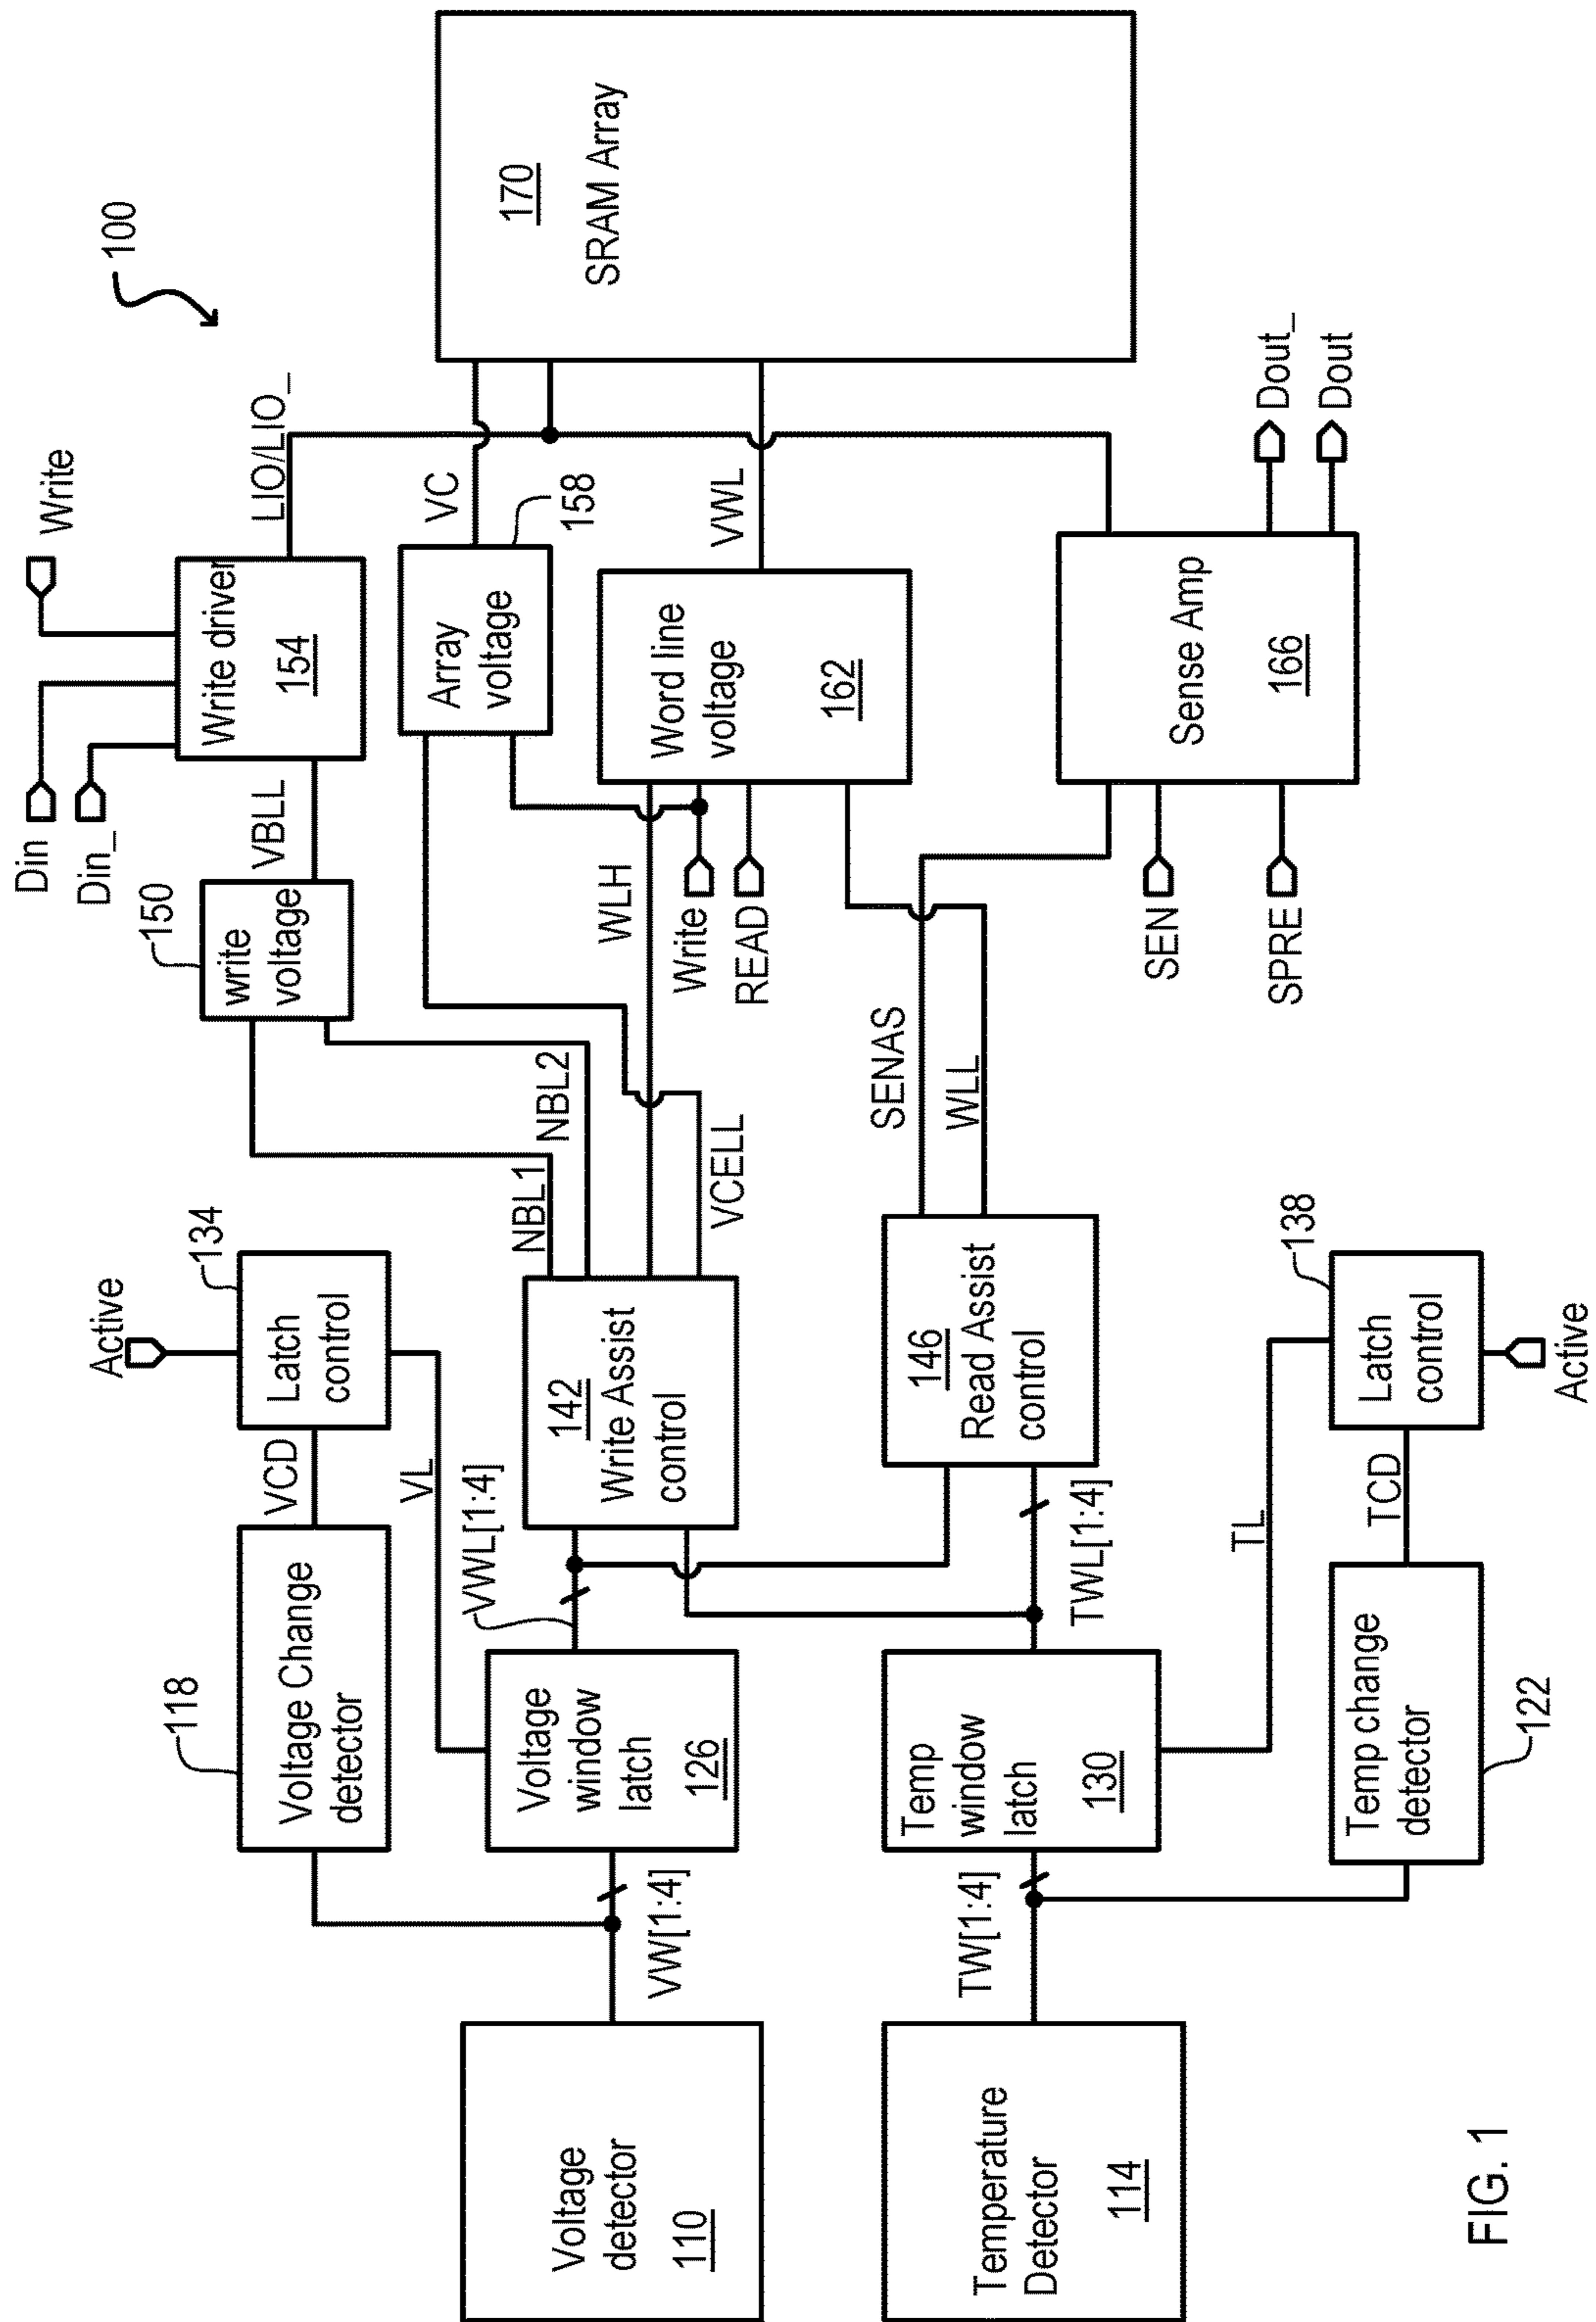 100
Din
Din_
Write
150
write
voltage
VBLL
Write driver
154
LIO/LIO_
Active
134
118
Voltage Change
detector
VCD
Latch
control
VL
NBL1
NBL2
Array
voltage
158
VC
170
SRAM Array
Voltage
detector
110
VW[1:4]
Voltage
window
latch
126
VWL[1:4]
142
Write Assist
control
VCELL
WLH
Write
READ
Word line
voltage
162
VWL
Temperature
Detector
114
TW[1:4]
Temp
window
latch
130
TWL[1:4]
146
Read Assist
control
SENAS
WLL
SEN
SPRE
Sense Amp
166
Dout_
Dout
TL
Temp change
detector
122
TCD
138
Latch
control
Active
FIG. 1